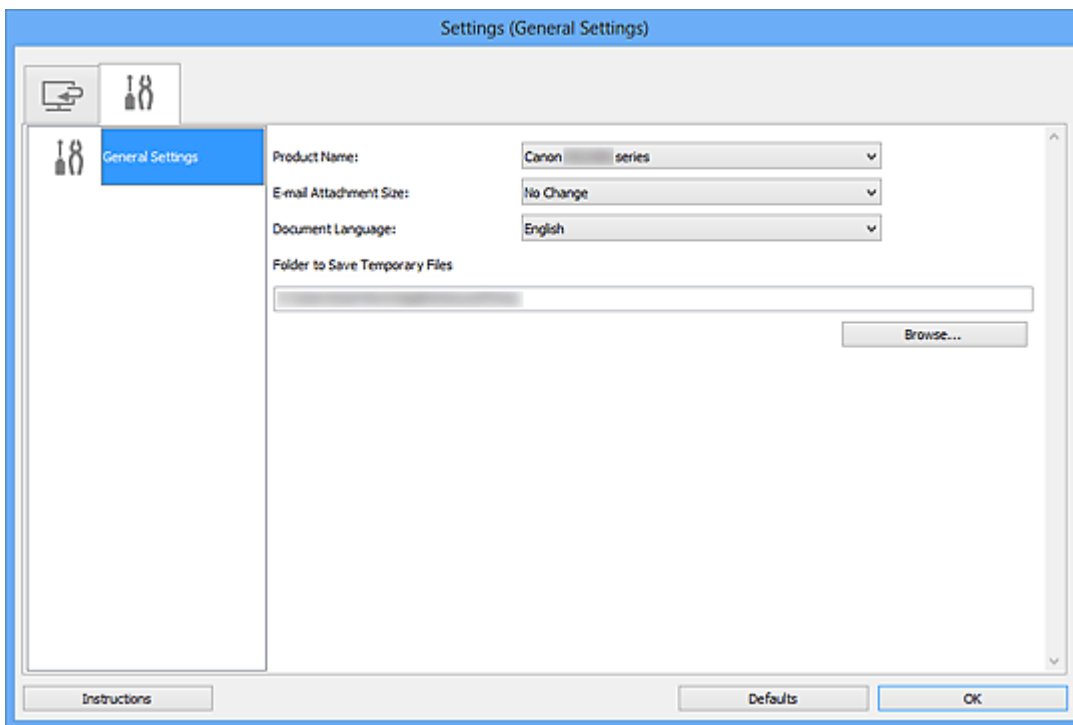 Settings (General Settings)
General Settings
Product Name:
Canon series
E-mail Attachment Size:
No Change
Document Language:
English
Folder to Save Temporary Files
Browse...
Instructions
Defaults
OK